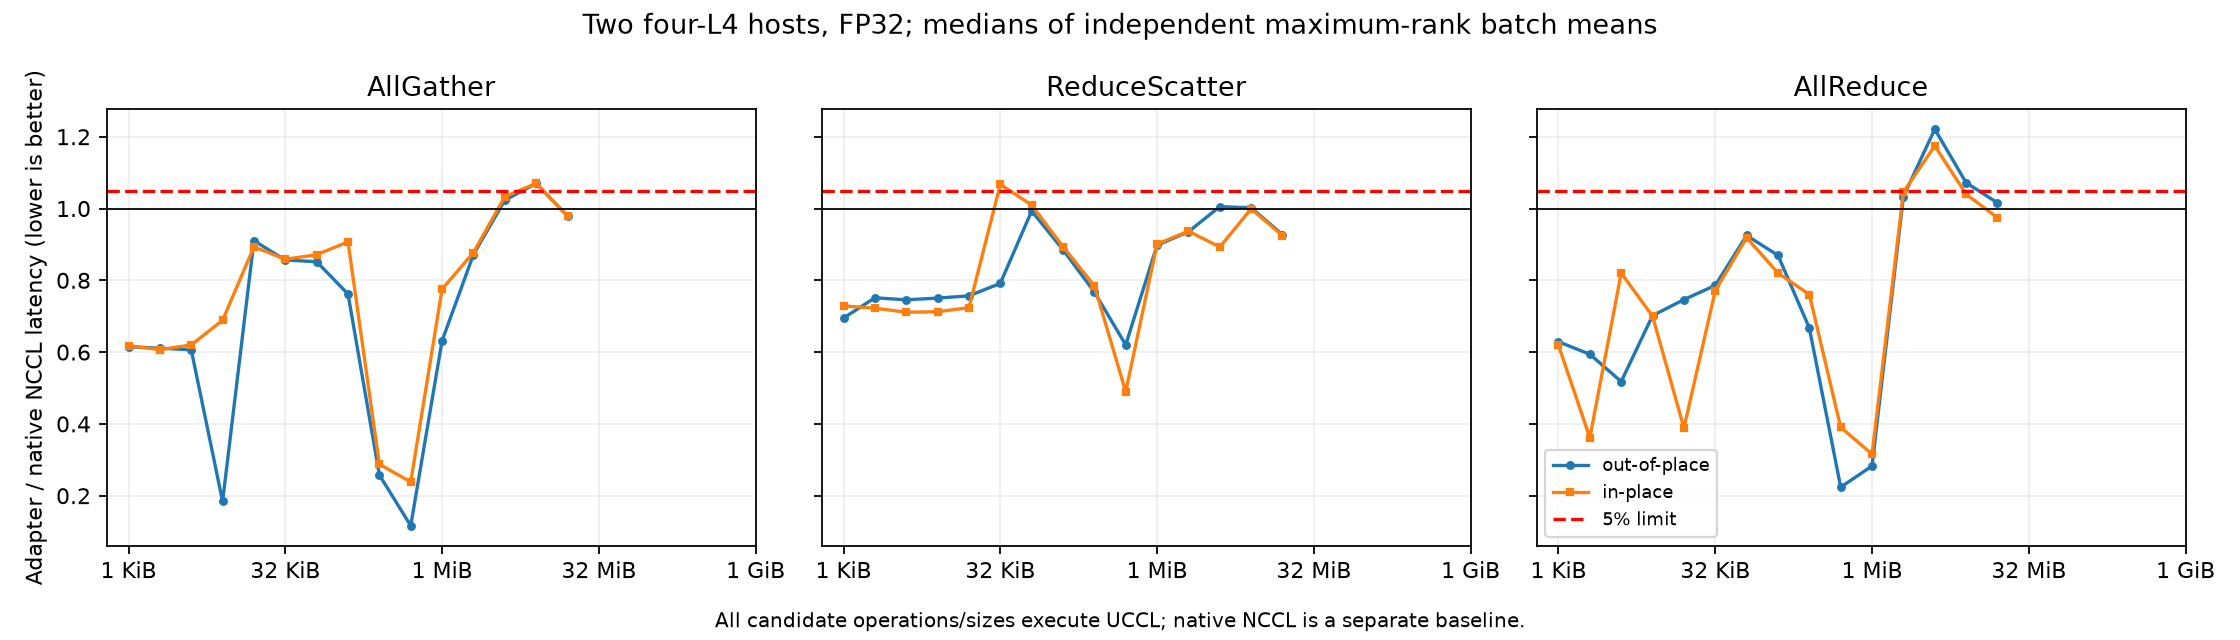 Two four-L4 hosts, FP32; medians of independent maximum-rank batch means
AllGather
ReduceScatter
AllReduce
Adapter / native NCCL latency (lower is better)
1.2
1.0
0.8
0.6
0.4
0.2
out-of-place
in-place
5% limit
1 KiB 32 KiB 1 MiB 32 MiB 1 GiB
1 KiB 32 KiB 1 MiB 32 MiB 1 GiB
1 KiB 32 KiB 1 MiB 32 MiB 1 GiB
All candidate operations/sizes execute UCCL; native NCCL is a separate baseline.